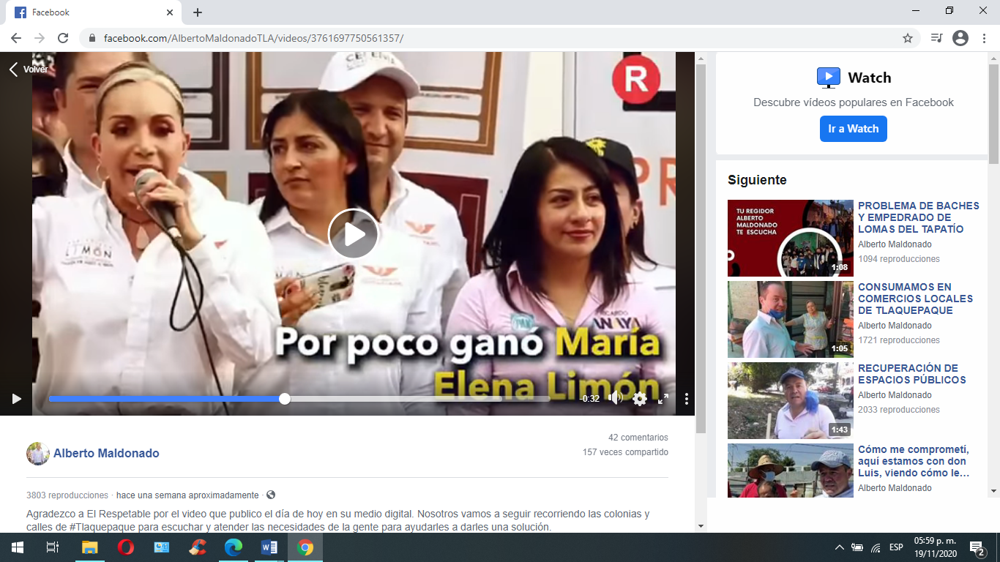 Facebook
facebook.com/AlbertoMaldonadoTLA/videos/3761697750561357/
Volver
R
LIMÓN
PAN
RICARDO
ANAYA
PR
Por poco ganó María
Elena Limón
-0:32
Alberto Maldonado
42 comentarios
157 veces compartido
3803 reproducciones · hace una semana aproximadamente ·
Agradezco a El Respetable por el video que publico el día de hoy en su medio digital. Nosotros vamos a seguir recorriendo las colonias y
calles de #Tlaquepaque para escuchar y atender las necesidades de la gente para ayudarles a darles una solución.
Watch
Descubre vídeos populares en Facebook
Ir a Watch
Siguiente
TU REGIDOR
ALBERTO
MALDONADO
TE ESCUCHA
1:08
PROBLEMA DE BACHES
Y EMPEDRADO DE
LOMAS DEL TAPATÍO
Alberto Maldonado
1094 reproducciones
1:05
CONSUMAMOS EN
COMERCIOS LOCALES
DE TLAQUEPAQUE
Alberto Maldonado
1721 reproducciones
1:43
RECUPERACIÓN DE
ESPACIOS PÚBLICOS
Alberto Maldonado
2033 reproducciones
Cómo me comprometí,
aquí estamos con don
Luis, viendo cómo le…
Alberto Maldonado
ESP
05:59 p. m.
19/11/2020
2